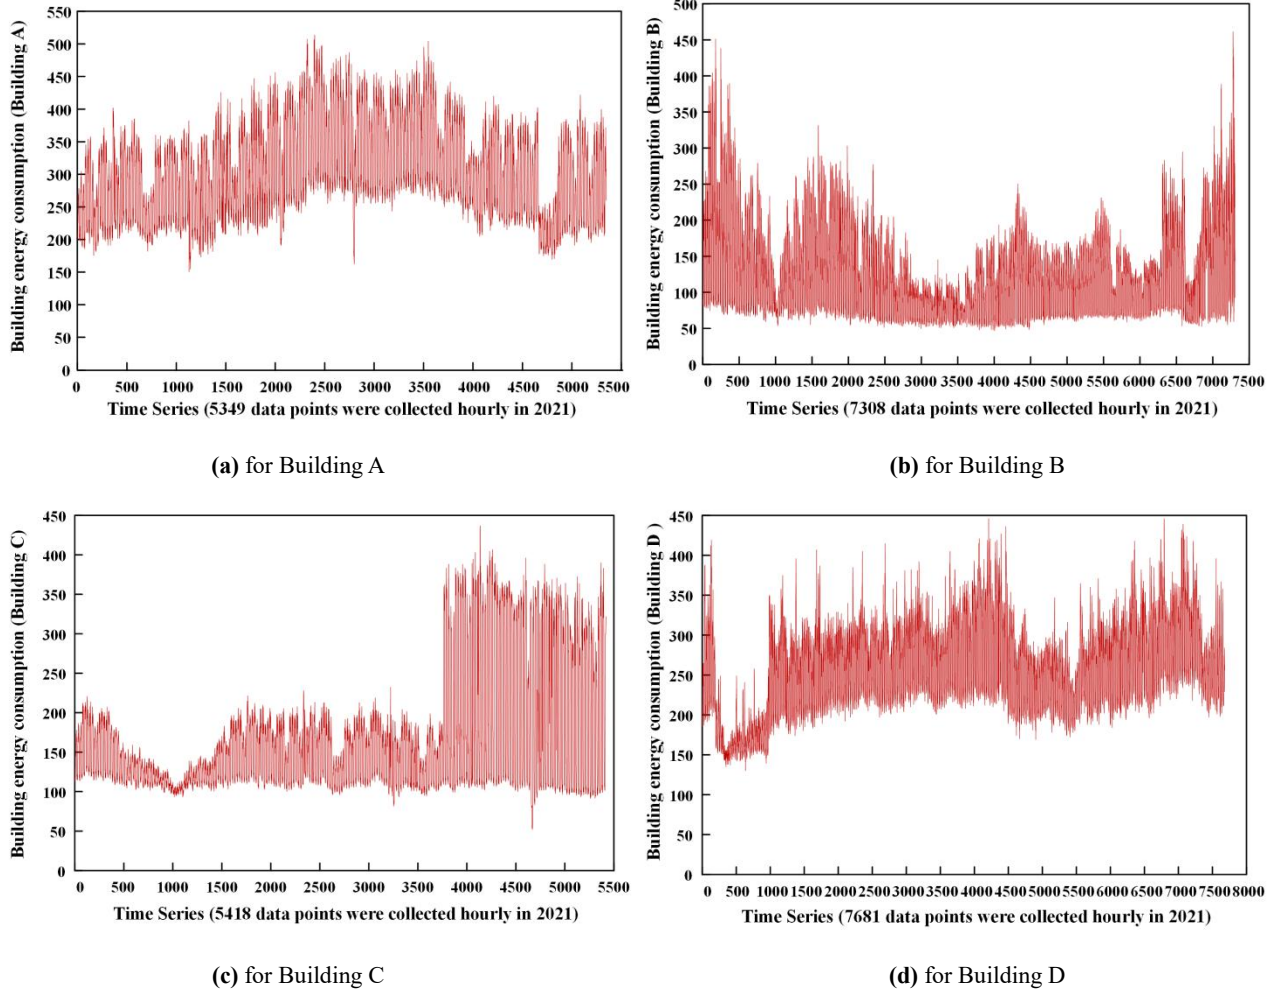 Building energy consumption (Building A)
550
500
450
400
350
300
250
200
150
100
50
0
0 500 1000 1500 2000 2500 3000 3500 4000 4500 5000 5500
Time Series (5349 data points were collected hourly in 2021)
(a) for Building A
Building energy consumption (Building B)
500
450
400
350
300
250
200
150
100
50
0
0 500 1000 1500 2000 2500 3000 3500 4000 4500 5000 5500 6000 6500 7000 7500
Time Series (7308 data points were collected hourly in 2021)
(b) for Building B
Building energy consumption (Building C)
450
400
350
300
250
200
150
100
50
0
0 500 1000 1500 2000 2500 3000 3500 4000 4500 5000 5500
Time Series (5418 data points were collected hourly in 2021)
(c) for Building C
Building energy consumption (Building D )
450
400
350
300
250
200
150
100
50
0
0 500 1000 1500 2000 2500 3000 3500 4000 4500 5000 5500 6000 6500 7000 7500 8000
Time Series (7681 data points were collected hourly in 2021)
(d) for Building D